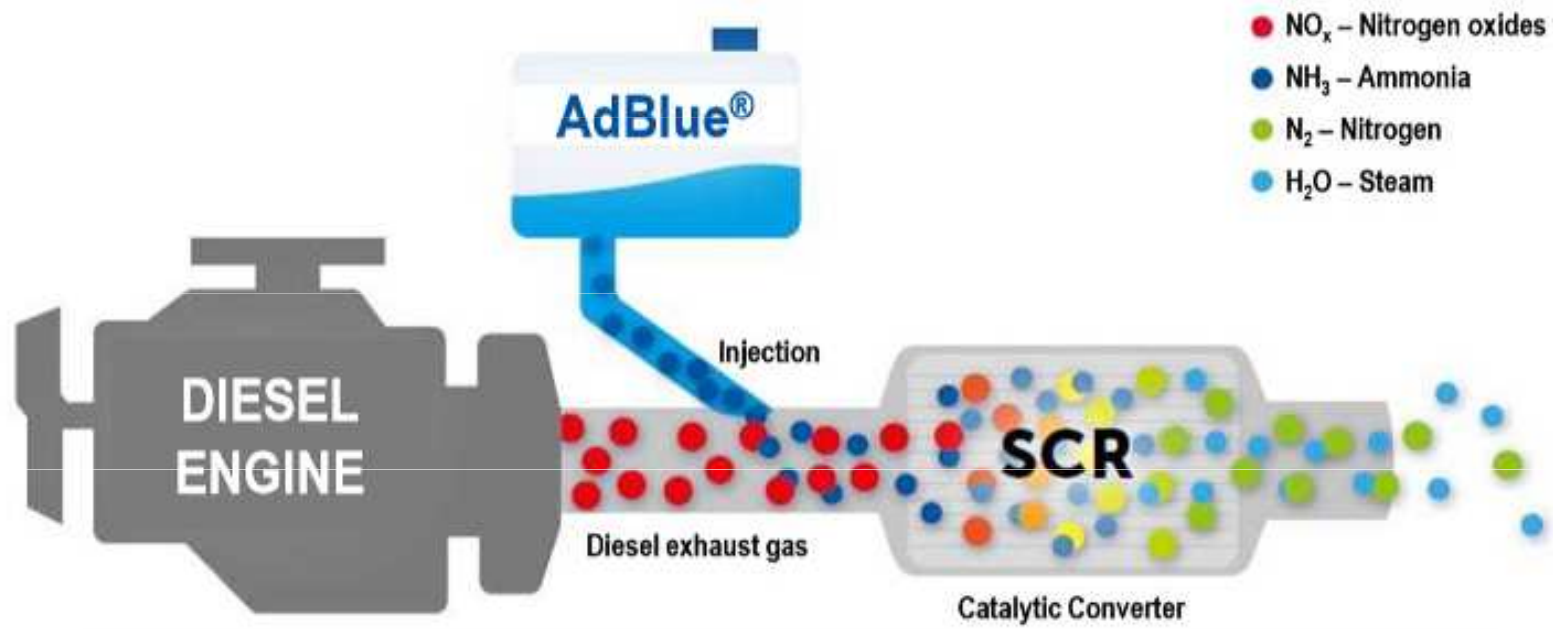 NOₓ – Nitrogen oxides
NH₃ – Ammonia
N₂ – Nitrogen
H₂O – Steam
AdBlue®
Injection
DIESEL
ENGINE
SCR
Diesel exhaust gas
Catalytic Converter